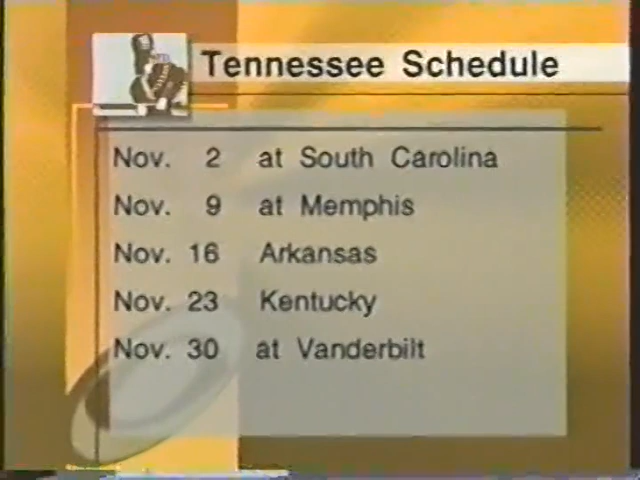 Tennessee Schedule
Nov. 2 at South Carolina
Nov. 9 at Memphis
Nov. 16 Arkansas
Nov. 23 Kentucky
Nov. 30 at Vanderbilt